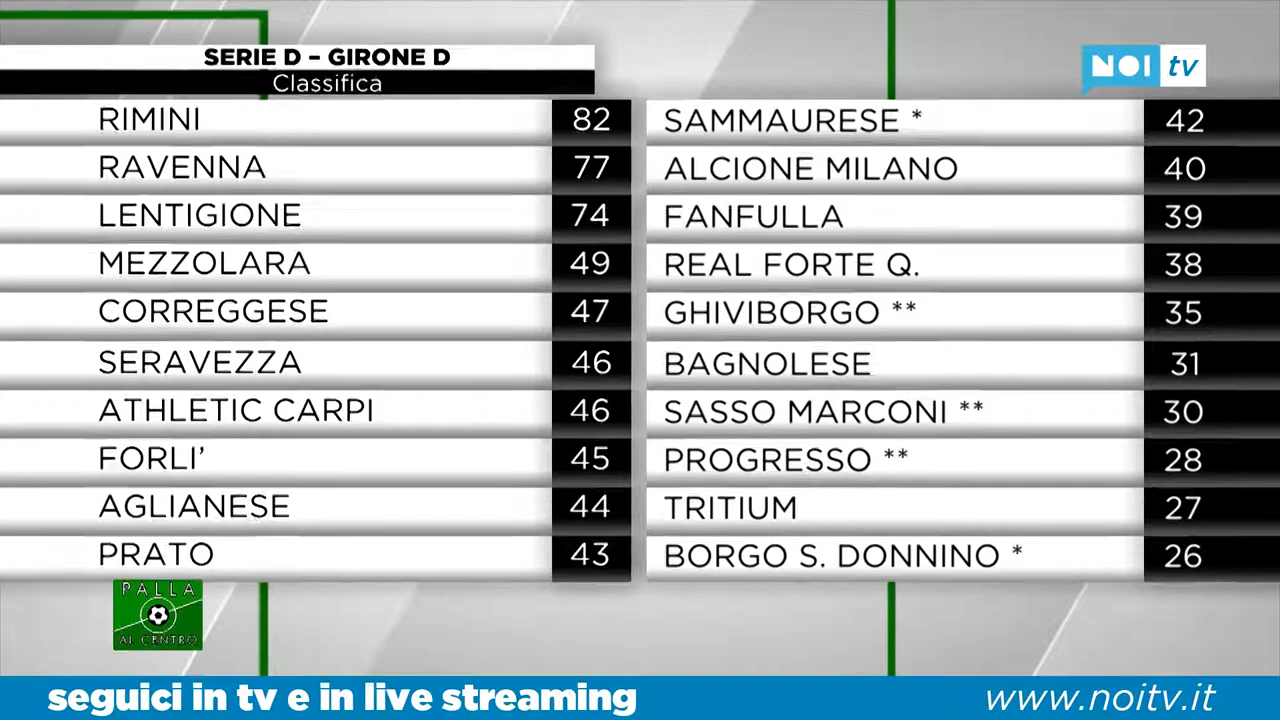 SERIE D – GIRONE D
Classifica
NOI tv
RIMINI 82
RAVENNA 77
LENTIGIONE 74
MEZZOLARA 49
CORREGGESE 47
SERAVEZZA 46
ATHLETIC CARPI 46
FORLI’ 45
AGLIANESE 44
PRATO 43
SAMMAURESE * 42
ALCIONE MILANO 40
FANFULLA 39
REAL FORTE Q. 38
GHIVIBORGO ** 35
BAGNOLESE 31
SASSO MARCONI ** 30
PROGRESSO ** 28
TRITIUM 27
BORGO S. DONNINO * 26
PALLA
AL CENTRO
seguici in tv e in live streaming
www.noitv.it